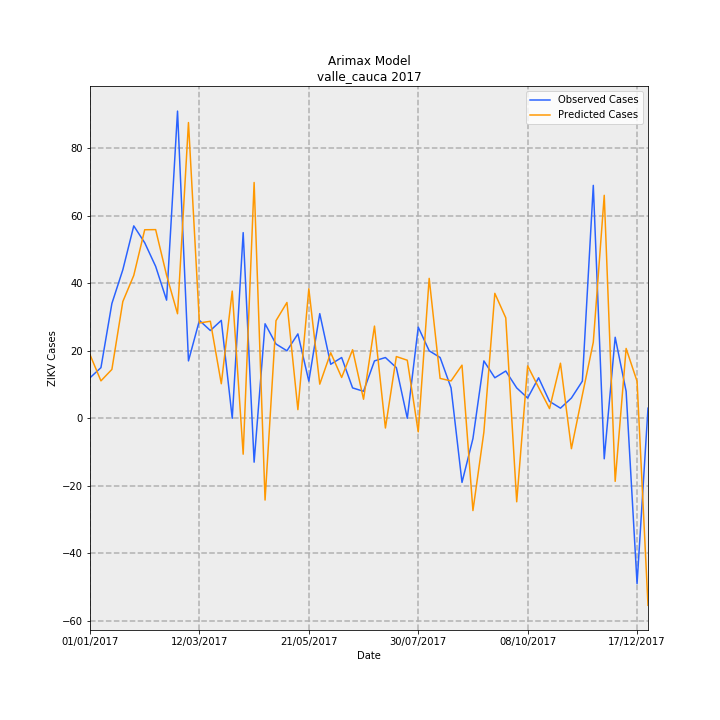 Arimax Model
valle_cauca 2017
Observed Cases
Predicted Cases
ZIKV Cases
80
60
40
20
0
−20
−40
−60
01/01/2017
12/03/2017
21/05/2017
30/07/2017
08/10/2017
17/12/2017
Date